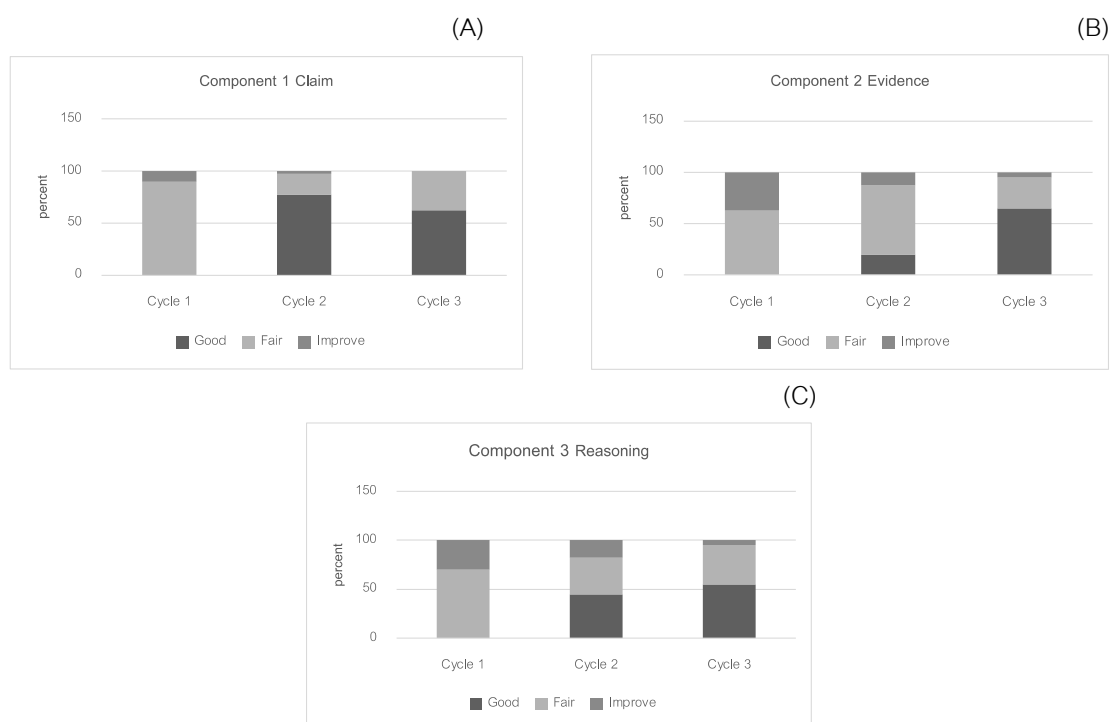 (A)
Component 1 Claim
150
100
50
0
percent
Cycle 1 Cycle 2 Cycle 3
Good Fair Improve
(B)
Component 2 Evidence
150
100
50
0
percent
Cycle 1 Cycle 2 Cycle 3
Good Fair Improve
(C)
Component 3 Reasoning
150
100
50
0
percent
Cycle 1 Cycle 2 Cycle 3
Good Fair Improve